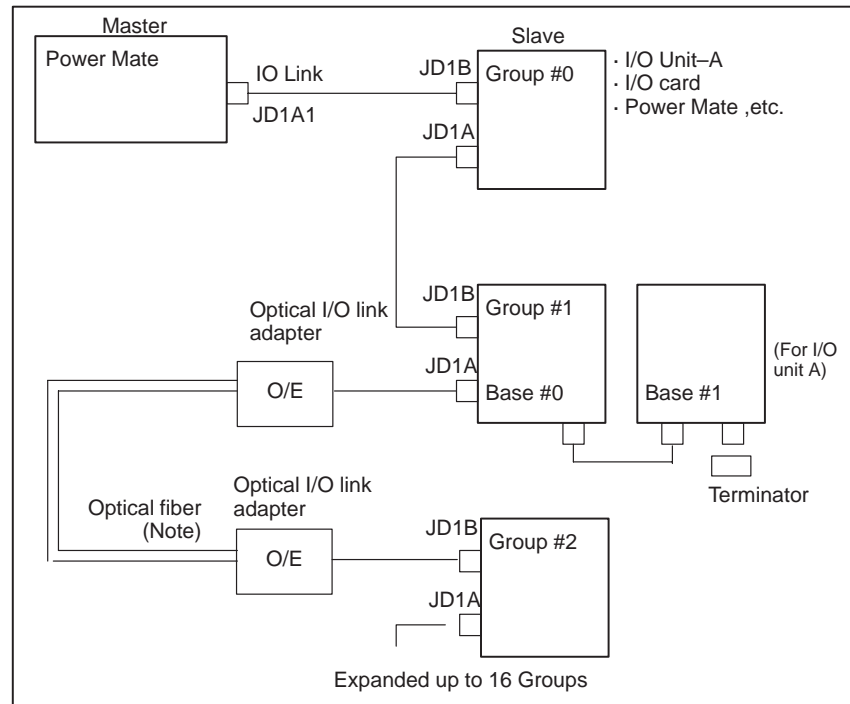 Master
Power Mate
IO Link
JD1A1
Slave
JD1B
Group #0
JD1A
· I/O Unit–A
· I/O card
· Power Mate ,etc.
JD1B
Group #1
Optical I/O link
adapter
O/E
JD1A
Base #0
Base #1
(For I/O
unit A)
Terminator
Optical fiber
(Note)
Optical I/O link
adapter
O/E
JD1B
Group #2
JD1A
Expanded up to 16 Groups